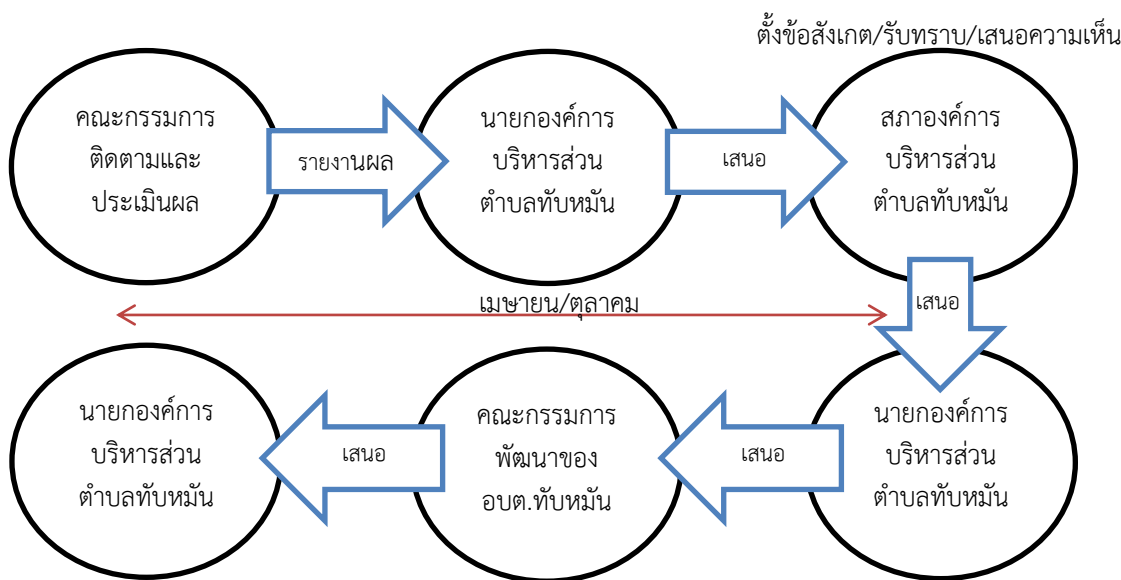 ตั้งข้อสังเกต/รับทราบ/เสนอความเห็น
คณะกรรมการ
ติดตามและ
ประเมินผล
รายงานผล
นายกองค์การ
บริหารส่วน
ตำบลทับหมัน
เสนอ
สภาองค์การ
บริหารส่วน
ตำบลทับหมัน
เสนอ
เมษายน/ตุลาคม
นายกองค์การ
บริหารส่วน
ตำบลทับหมัน
เสนอ
คณะกรรมการ
พัฒนาของ
อบต.ทับหมัน
เสนอ
นายกองค์การ
บริหารส่วน
ตำบลทับหมัน